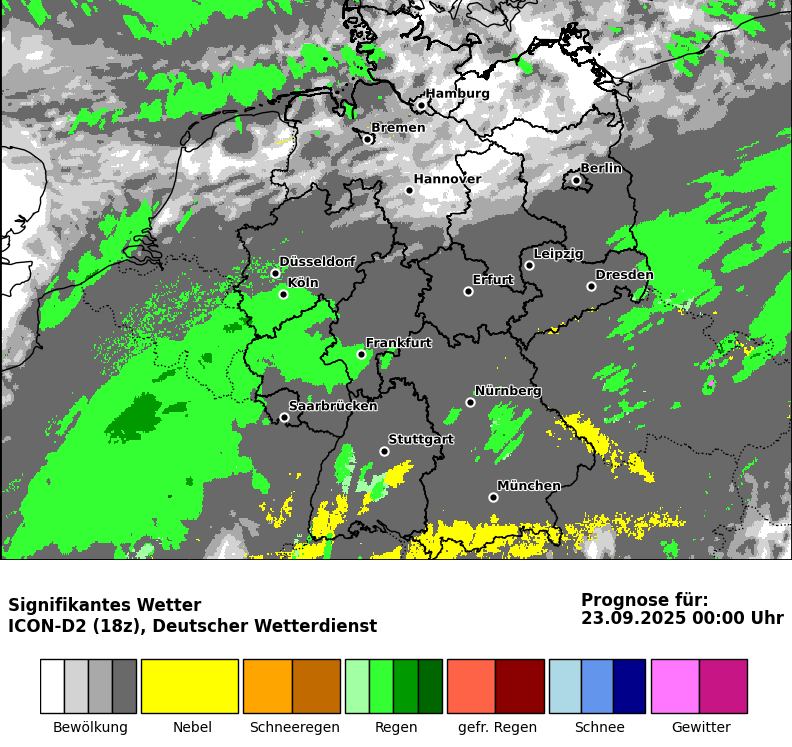 Hamburg
Bremen
Hannover
Berlin
Düsseldorf
Köln
Leipzig
Erfurt
Dresden
Frankfurt
Nürnberg
Saarbrücken
Stuttgart
München
Signifikantes Wetter
ICON-D2 (18z), Deutscher Wetterdienst
Prognose für:
23.09.2025 00:00 Uhr
Bewölkung
Nebel
Schneeregen
Regen
gefr. Regen
Schnee
Gewitter